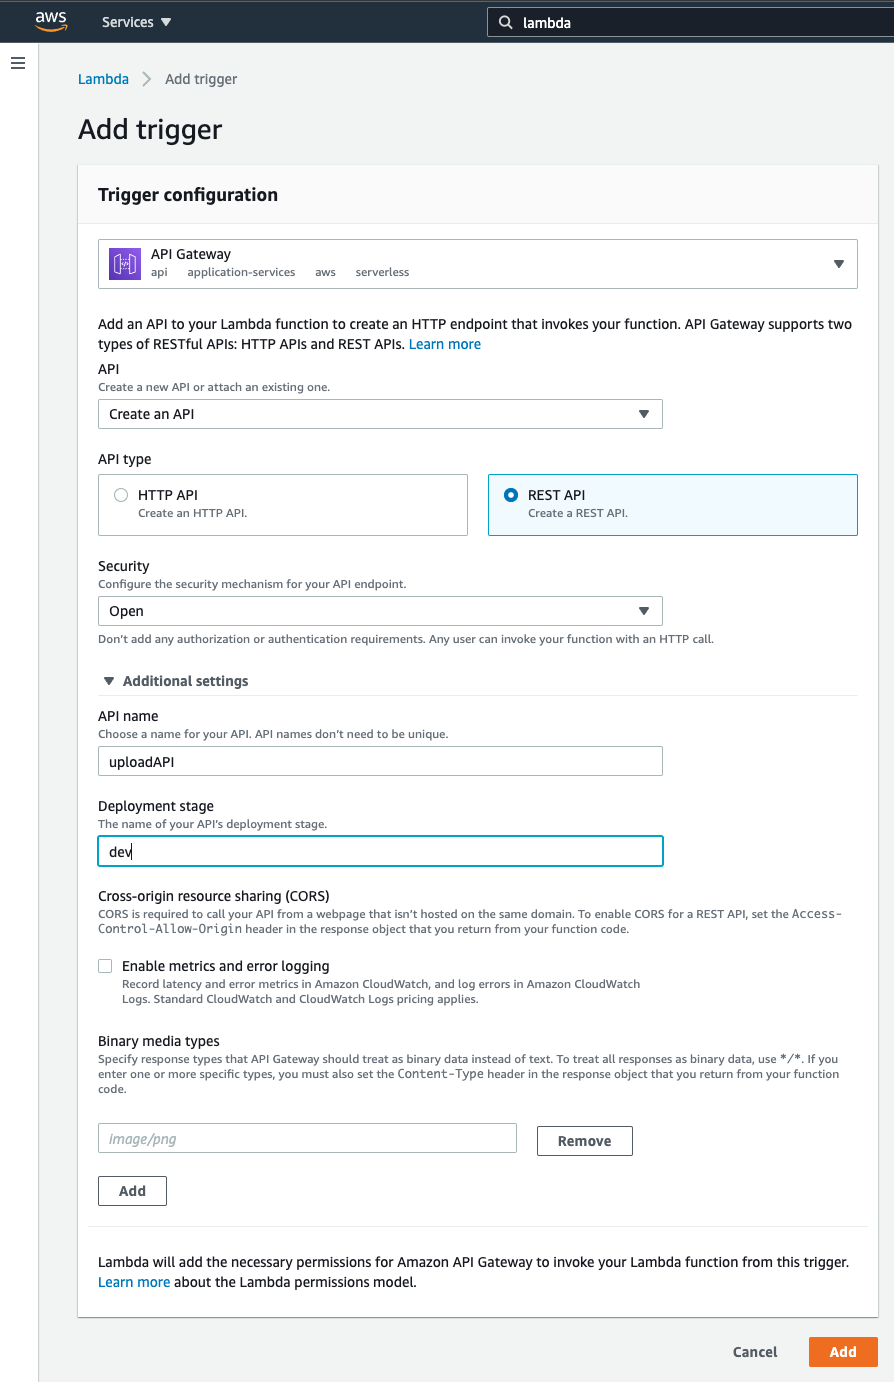 aws Services lambda
Lambda Add trigger
Add trigger
Trigger configuration
API Gateway
api application-services aws serverless
Add an API to your Lambda function to create an HTTP endpoint that invokes your function. API Gateway supports two
types of RESTful APIs: HTTP APIs and REST APIs. Learn more
API
Create a new API or attach an existing one.
Create an API
API type
HTTP API
Create an HTTP API.
REST API
Create a REST API.
Security
Configure the security mechanism for your API endpoint.
Open
Don't add any authorization or authentication requirements. Any user can invoke your function with an HTTP call.
Additional settings
API name
Choose a name for your API. API names don't need to be unique.
uploadAPI
Deployment stage
The name of your API's deployment stage.
dev
Cross-origin resource sharing (CORS)
CORS is required to call your API from a webpage that isn't hosted on the same domain. To enable CORS for a REST API, set the Access-
Control-Allow-Origin header in the response object that you return from your function code.
Enable metrics and error logging
Record latency and error metrics in Amazon CloudWatch, and log errors in Amazon CloudWatch
Logs. Standard CloudWatch and CloudWatch Logs pricing applies.
Binary media types
Specify response types that API Gateway should treat as binary data instead of text. To treat all responses as binary data, use */*. If you
enter one or more specific types, you must also set the Content-Type header in the response object that you return from your function
code.
image/png
Remove
Add
Lambda will add the necessary permissions for Amazon API Gateway to invoke your Lambda function from this trigger.
Learn more about the Lambda permissions model.
Cancel Add